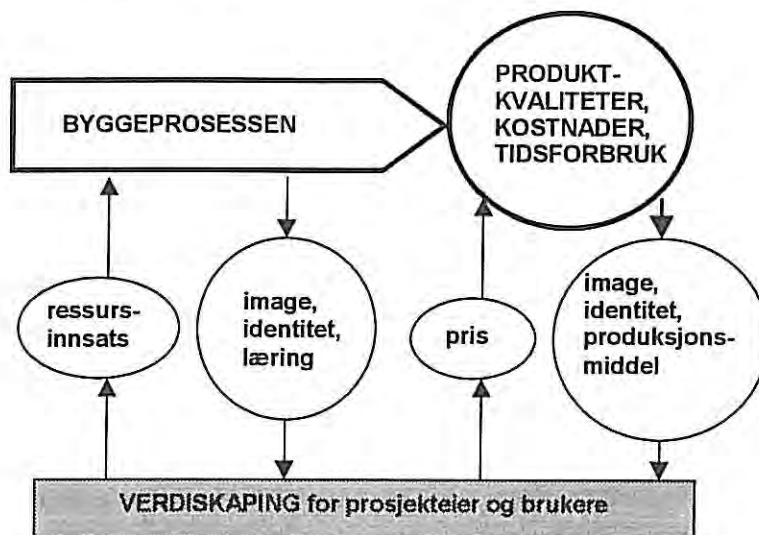 BYGGEPROSESSEN
PRODUKT-
KVALITETER,
KOSTNADER,
TIDSFORBRUK
ressurs-
innsats
image,
identitet,
læring
pris
image,
identitet,
produksjons-
middel
VERDISKAPING for prosjekteier og brukere